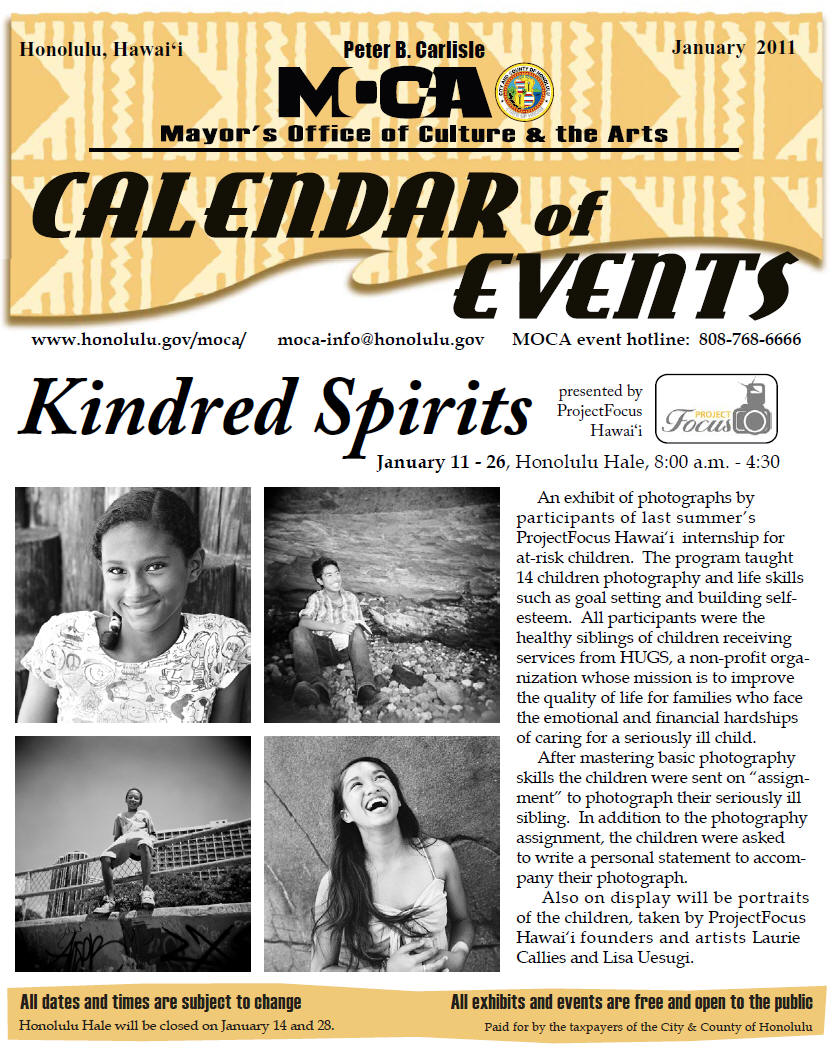 Honolulu, Hawai‘i
Peter B. Carlisle
January 2011
MOCA
CITY AND COUNTY OF HONOLULU
Mayor's Office of Culture & the Arts
CALENDAR of
EVENTS
www.honolulu.gov/moca/ moca-info@honolulu.gov MOCA event hotline: 808-768-6666
Kindred Spirits
presented by
ProjectFocus
Hawai‘i
PROJECT
Focus
January 11 - 26, Honolulu Hale, 8:00 a.m. - 4:30
An exhibit of photographs by
participants of last summer's
ProjectFocus Hawai‘i internship for
at-risk children. The program taught
14 children photography and life skills
such as goal setting and building self-
esteem. All participants were the
healthy siblings of children receiving
services from HUGS, a non-profit orga-
nization whose mission is to improve
the quality of life for families who face
the emotional and financial hardships
of caring for a seriously ill child.
After mastering basic photography
skills the children were sent on “assign-
ment” to photograph their seriously ill
sibling. In addition to the photography
assignment, the children were asked
to write a personal statement to accom-
pany their photograph.
Also on display will be portraits
of the children, taken by ProjectFocus
Hawai‘i founders and artists Laurie
Callies and Lisa Uesugi.
All dates and times are subject to change
Honolulu Hale will be closed on January 14 and 28.
All exhibits and events are free and open to the public
Paid for by the taxpayers of the City & County of Honolulu